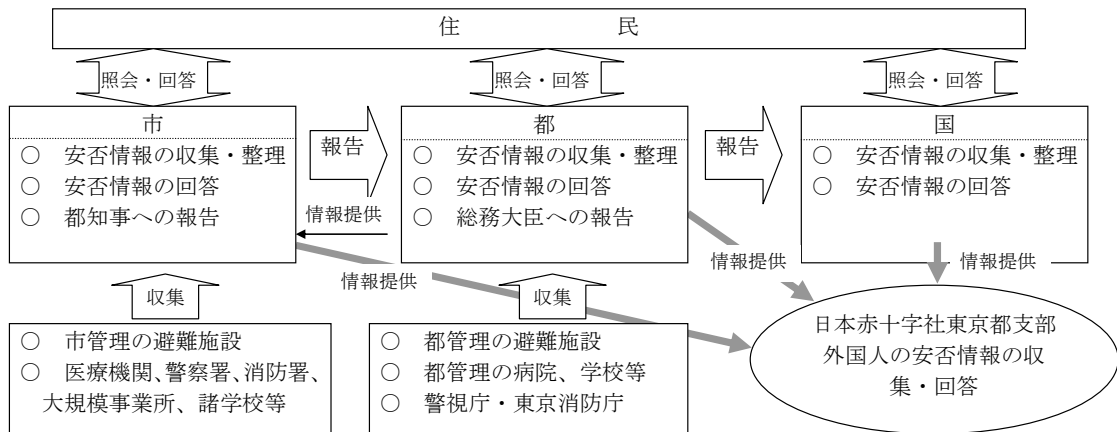 住 民
照会・回答
照会・回答
照会・回答
市
○ 安否情報の収集・整理
○ 安否情報の回答
○ 都知事への報告
報告
都
○ 安否情報の収集・整理
○ 安否情報の回答
○ 総務大臣への報告
報告
国
○ 安否情報の収集・整理
○ 安否情報の回答
情報提供
情報提供
情報提供
情報提供
収集
収集
○ 市管理の避難施設
○ 医療機関、警察署、消防署、
大規模事業所、諸学校等
○ 都管理の避難施設
○ 都管理の病院、学校等
○ 警視庁・東京消防庁
日本赤十字社東京都支部
外国人の安否情報の収
集・回答